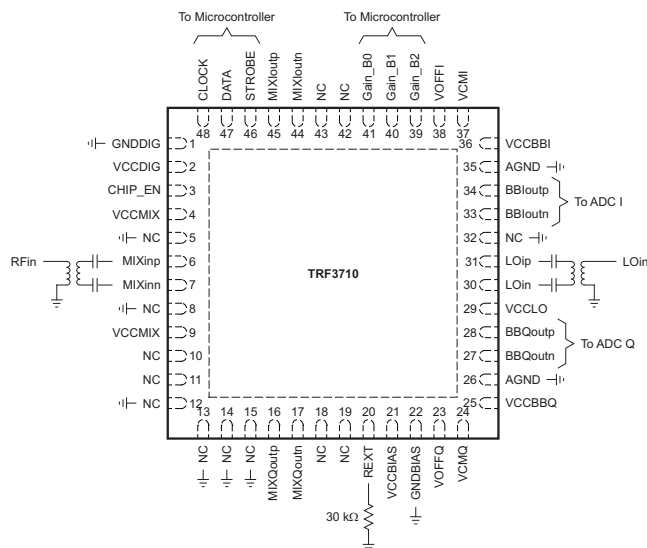 To Microcontroller
To Microcontroller
CLOCK
DATA
STROBE
MIXIoutp
MIXIoutn
NC
NC
Gain_B0
Gain_B1
Gain_B2
VOFFI
VCMI
48 47 46 45 44 43 42 41 40 39 38 37
GNDDIG 1
VCCDIG 2
CHIP_EN 3
VCCMIX 4
NC 5
RFin
MIXinp 6
MIXinn 7
NC 8
VCCMIX 9
NC 10
NC 11
NC 12
TRF3710
36 VCCBBI
35 AGND
34 BBIoutp
33 BBIoutn
To ADC I
32 NC
31 LOip
30 LOin
LOin
29 VCCLO
28 BBQoutp
27 BBQoutn
To ADC Q
26 AGND
25 VCCBBQ
13 14 15 16 17 18 19 20 21 22 23 24
NC
NC
NC
MIXQoutp
MIXQoutn
NC
NC
REXT
VCCBIAS
GNDBIAS
VOFFQ
VCMQ
30 kΩ